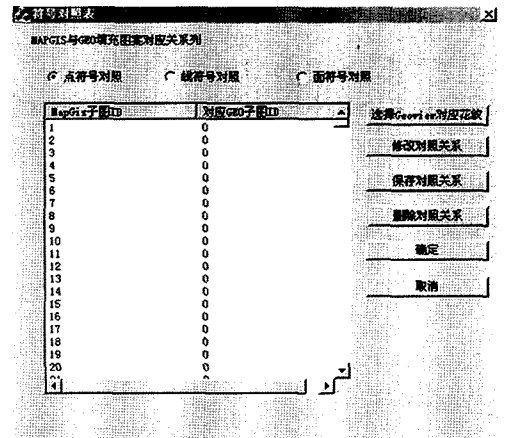 符号对照表
MAPGIS与GEO填充图案对应关系列
点符号对照 线符号对照 面符号对照
MapGis子图ID 对应GEO子图ID
1 0
2 0
3 0
4 0
5 0
6 0
7 0
8 0
9 0
10 0
11 0
12 0
13 0
14 0
15 0
16 0
17 0
18 0
19 0
20 0
选择Geoview对应花纹
修改对照关系
保存对照关系
删除对照关系
确定
取消